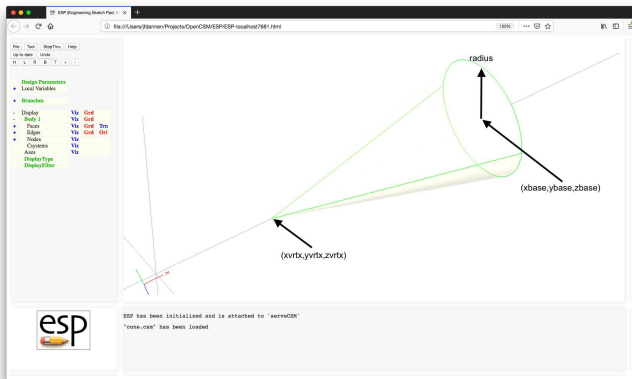 ESP (Engineering Sketch Pad, V
file:///Users/jfdannen/Projects/OpenCSM/ESP/ESP-localhost7681.html
120%
File Tool StepThru Help
Up to date Undo
H L R B T + -
Design Parameters
+ Local Variables
+ Branches
- Display Viz Grd
- Body 1 Viz Grd
+ Faces Viz Grd Trn
+ Edges Viz Grd Ori
+ Nodes Viz
Csystems Viz
Axes Viz
DisplayType
DisplayFilter
radius
(xbase,ybase,zbase)
(xvrtx,yvrtx,zvrtx)
esp
ESP has been initialized and is attached to 'serveCSM'
"cone.csm" has been loaded